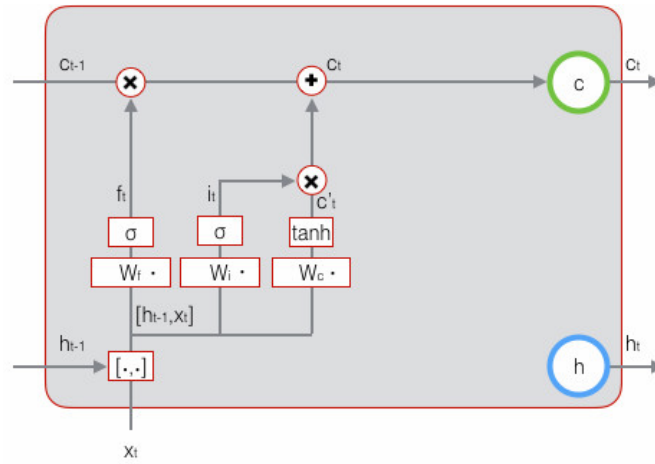 Ct-1
Ct
c
Ct
ft
it
c't
σ
σ
tanh
Wf ·
Wi ·
Wc ·
[ht-1,xt]
ht-1
[.,.]
h
ht
xt